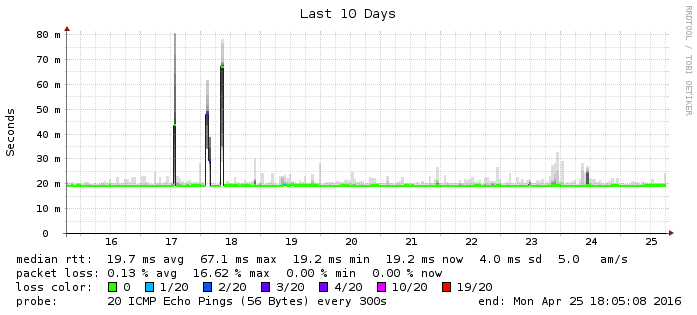 Last 10 Days
RRDTOOL / TOBI OETIKER
Seconds
80 m
70 m
60 m
50 m
40 m
30 m
20 m
10 m
0
16 17 18 19 20 21 22 23 24 25
median rtt: 19.7 ms avg 67.1 ms max 19.2 ms min 19.2 ms now 4.0 ms sd 5.0 am/s
packet loss: 0.13 % avg 16.62 % max 0.00 % min 0.00 % now
loss color: 0 1/20 2/20 3/20 4/20 10/20 19/20
probe: 20 ICMP Echo Pings (56 Bytes) every 300s end: Mon Apr 25 18:05:08 2016